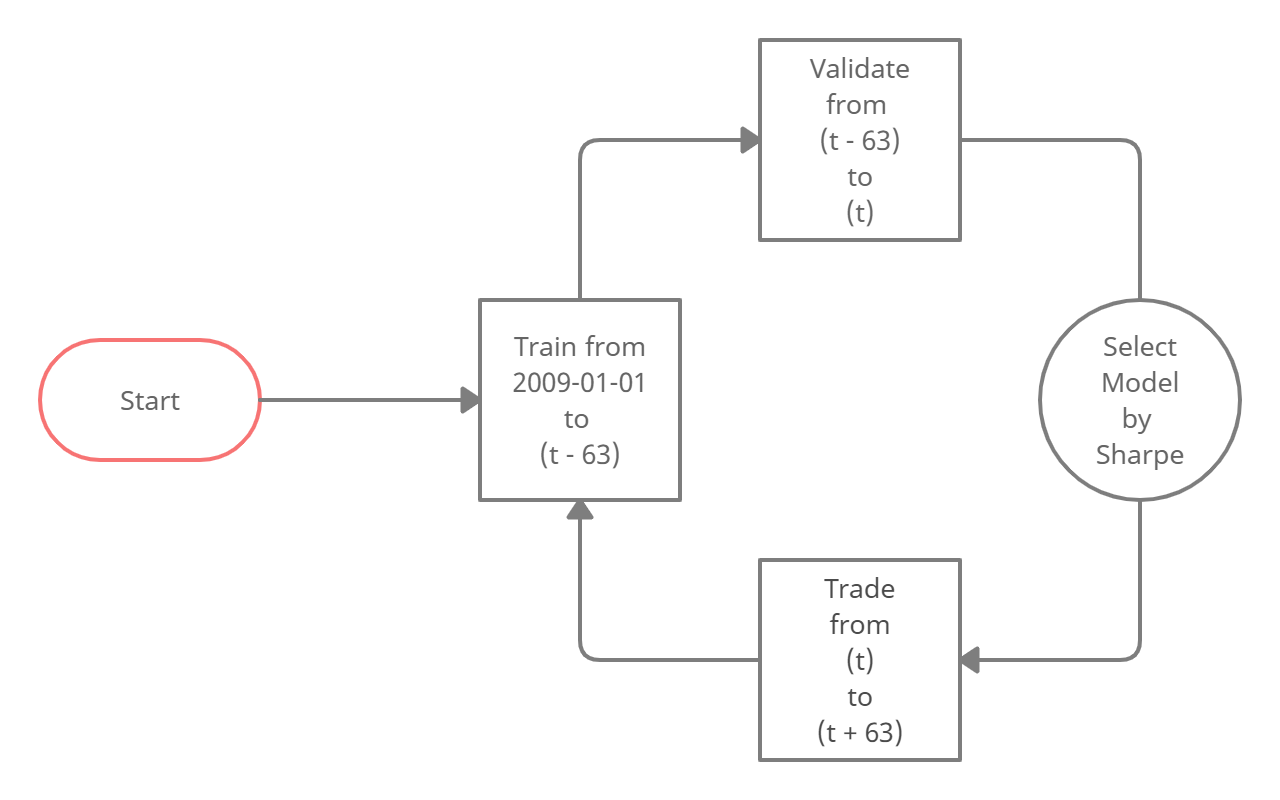 Start
Train from
2009-01-01
to
(t - 63)
Validate
from
(t - 63)
to
(t)
Select
Model
by
Sharpe
Trade
from
(t)
to
(t + 63)